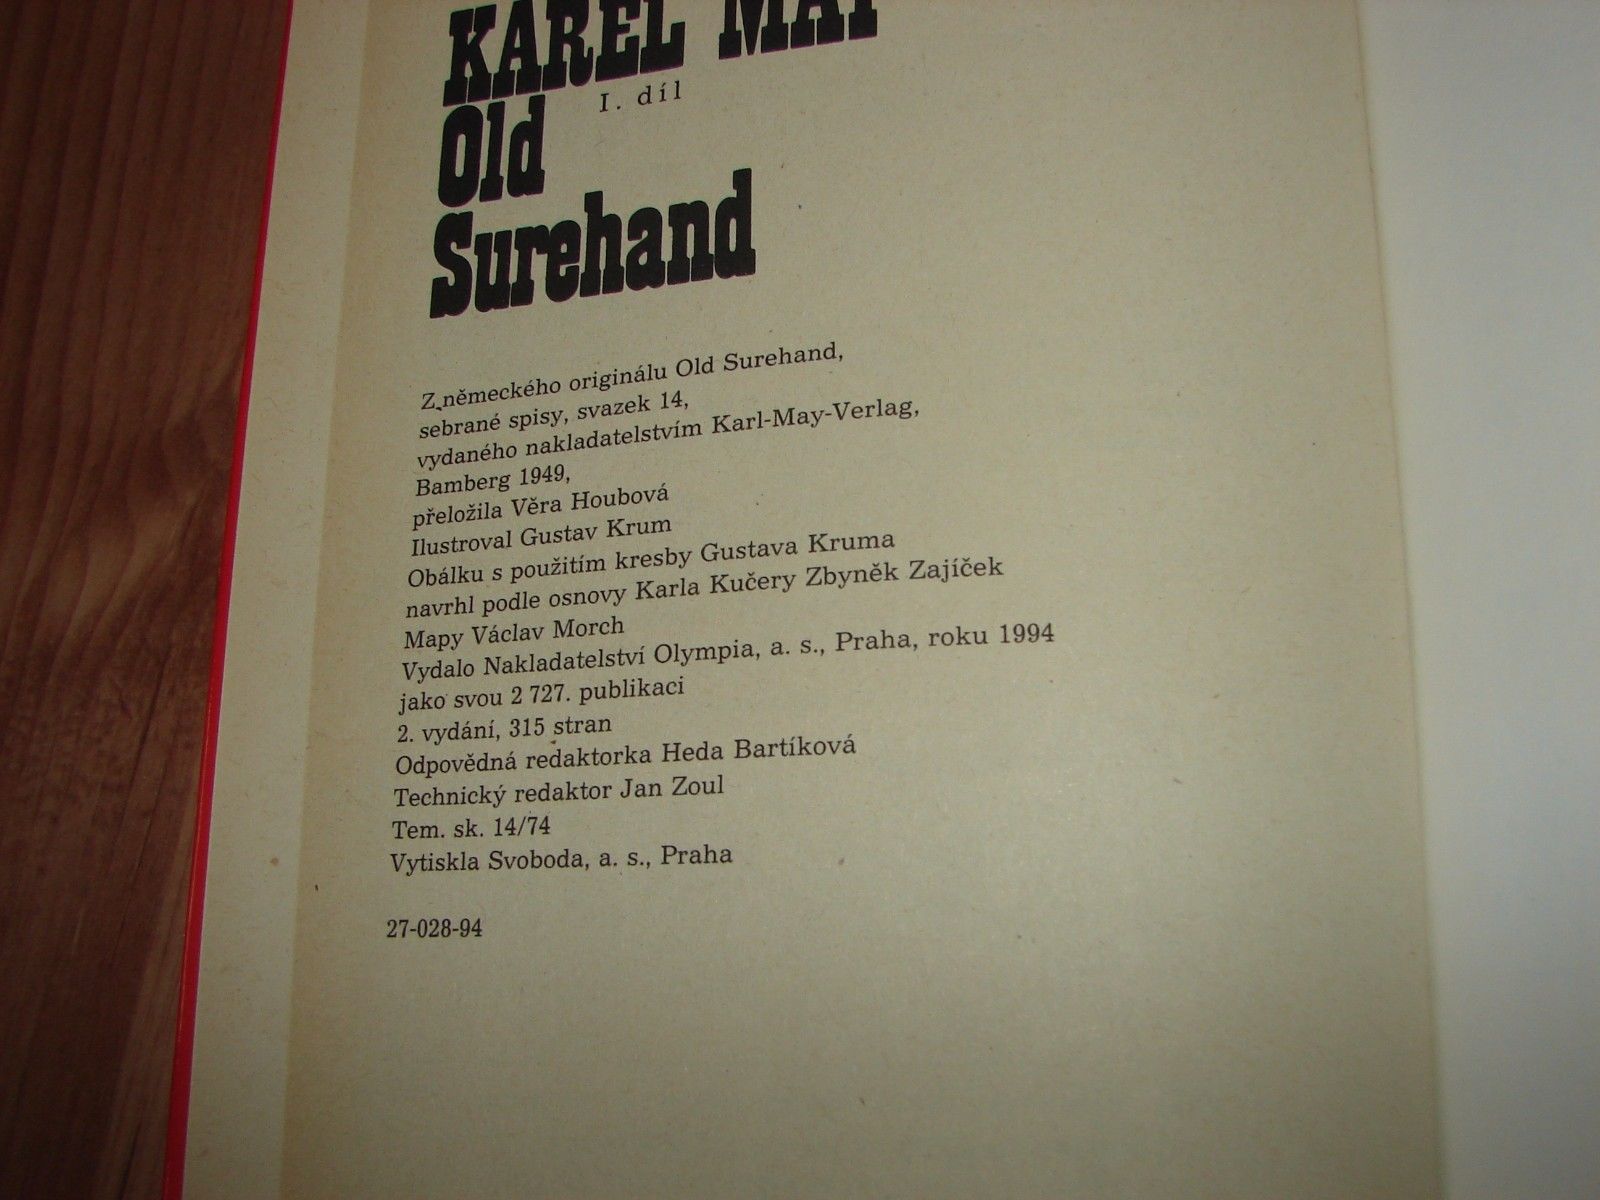 KAREL MAY
I. díl
Old
Surehand
Z německého originálu Old Surehand,
sebrané spisy, svazek 14,
vydaného nakladatelstvím Karl-May-Verlag,
Bamberg 1949,
přeložila Věra Houbová
Ilustroval Gustav Krum
Obálku s použitím kresby Gustava Kruma
navrhl podle osnovy Karla Kučery Zbyněk Zajíček
Mapy Václav Morch
Vydalo Nakladatelství Olympia, a. s., Praha, roku 1994
jako svou 2 727. publikaci
2. vydání, 315 stran
Odpovědná redaktorka Heda Bartíková
Technický redaktor Jan Zoul
Tem. sk. 14/74
Vytiskla Svoboda, a. s., Praha
27-028-94